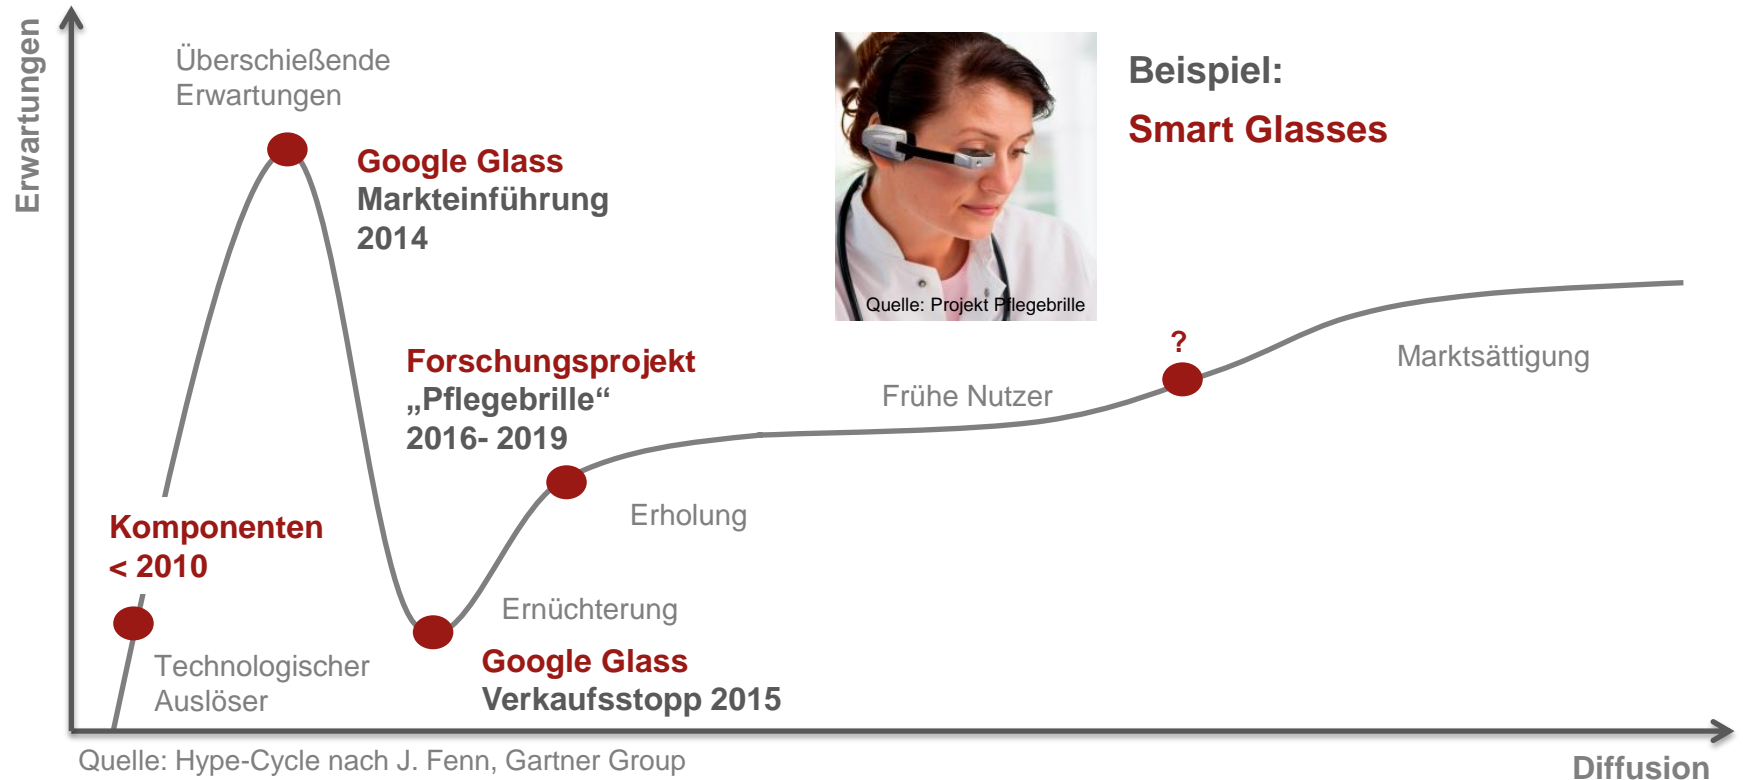 Erwartungen
Überschießende
Erwartungen
Google Glass
Markteinführung
2014
Beispiel:
Smart Glasses
Quelle: Projekt Pflegebrille
Forschungsprojekt
„Pflegebrille“
2016- 2019
?
Frühe Nutzer
Marktsättigung
Komponenten
< 2010
Erholung
Ernüchterung
Technologischer
Auslöser
Google Glass
Verkaufsstopp 2015
Quelle: Hype-Cycle nach J. Fenn, Gartner Group
Diffusion